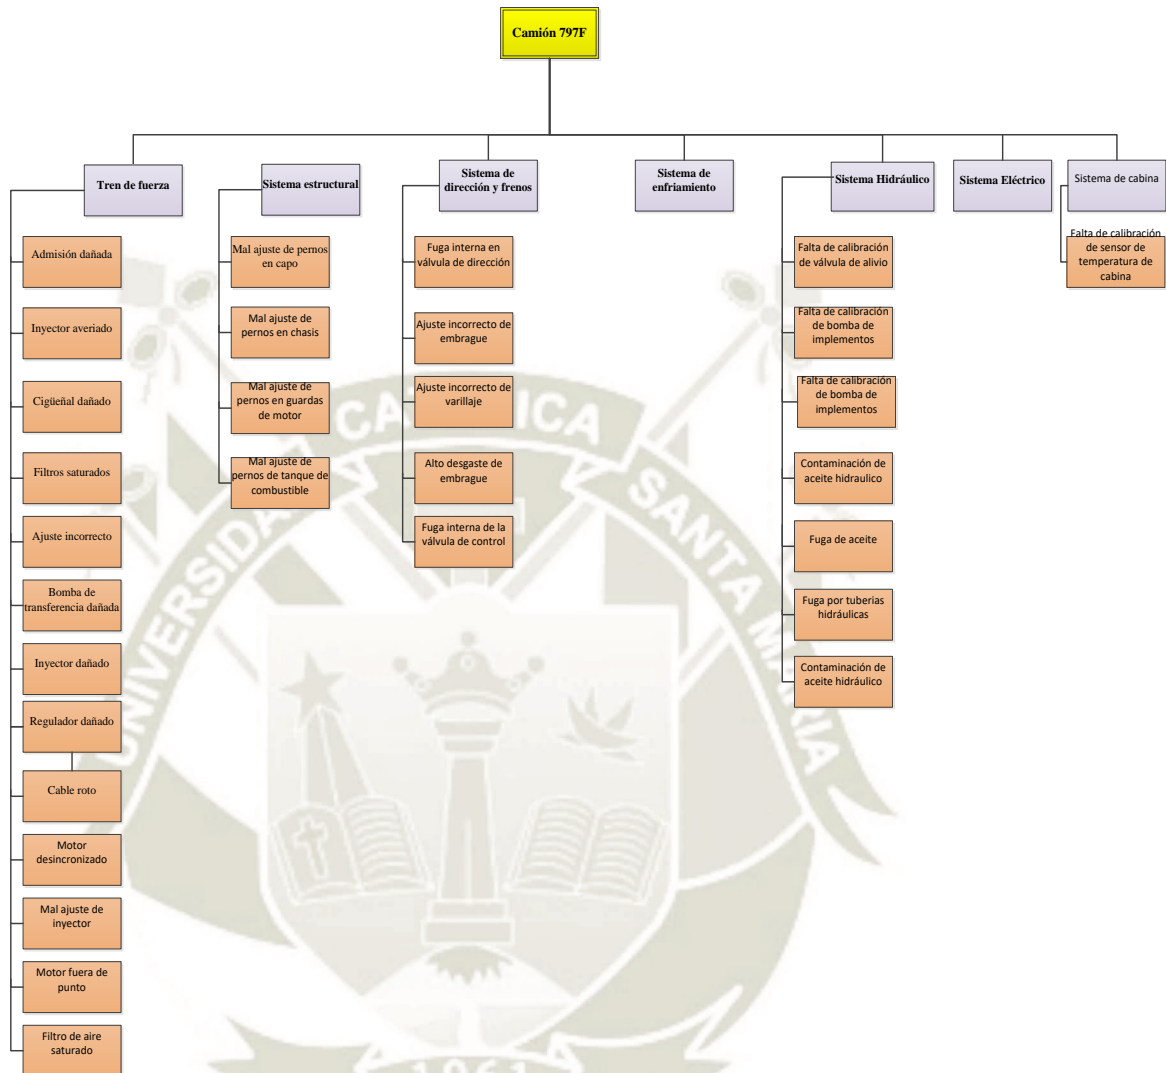 Camión 797F
Tren de fuerza
Sistema estructural
Sistema de
dirección y frenos
Sistema de
enfriamiento
Sistema Hidráulico
Sistema Eléctrico
Sistema de cabina
Admisión dañada
Inyector averiado
Cigüeñal dañado
Filtros saturados
Ajuste incorrecto
Bomba de
transferencia dañada
Inyector dañado
Regulador dañado
Cable roto
Motor
desincronizado
Mal ajuste de
inyector
Motor fuera de
punto
Filtro de aire
saturado
Mal ajuste de pernos
en capo
Mal ajuste de
pernos en chasis
Mal ajuste de
pernos en guardas
de motor
Mal ajuste de
pernos de tanque de
combustible
Fuga interna en
válvula de dirección
Ajuste incorrecto de
embrague
Ajuste incorrecto de
varillaje
Alto desgaste de
embrague
Fuga interna de la
válvula de control
Falta de calibración
de válvula de alivio
Falta de calibración
de bomba de
implementos
Falta de calibración
de bomba de
implementos
Contaminación de
aceite hidraulico
Fuga de aceite
Fuga por tuberias
hidráulicas
Contaminación de
aceite hidráulico
Falta de calibración
de sensor de
temperatura de
cabina
UNIVERSIDAD CATÓLICA SANTA MARÍA
1961